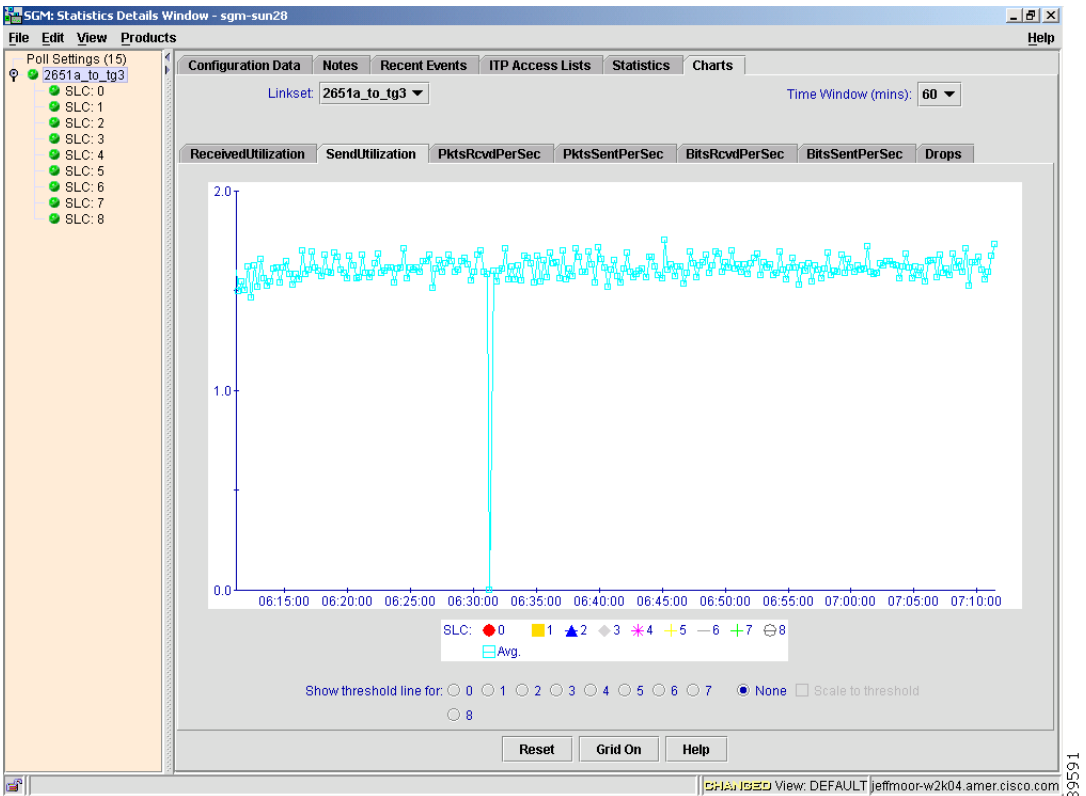 SGM: Statistics Details Window - sgm-sun28
File Edit View Products Help
Poll Settings (15)
2651a_to_tg3
SLC: 0
SLC: 1
SLC: 2
SLC: 3
SLC: 4
SLC: 5
SLC: 6
SLC: 7
SLC: 8
Configuration Data Notes Recent Events ITP Access Lists Statistics Charts
Linkset: 2651a_to_tg3 Time Window (mins): 60
ReceivedUtilization SendUtilization PktsRcvdPerSec PktsSentPerSec BitsRcvdPerSec BitsSentPerSec Drops
2.0
1.0
0.0
06:15:00 06:20:00 06:25:00 06:30:00 06:35:00 06:40:00 06:45:00 06:50:00 06:55:00 07:00:00 07:05:00 07:10:00
SLC: 0 1 2 3 4 5 6 7 8
Avg.
Show threshold line for: 0 1 2 3 4 5 6 7 None Scale to threshold
8
Reset Grid On Help
CHANGED View: DEFAULT jeffmoor-w2k04.amer.cisco.com
89591